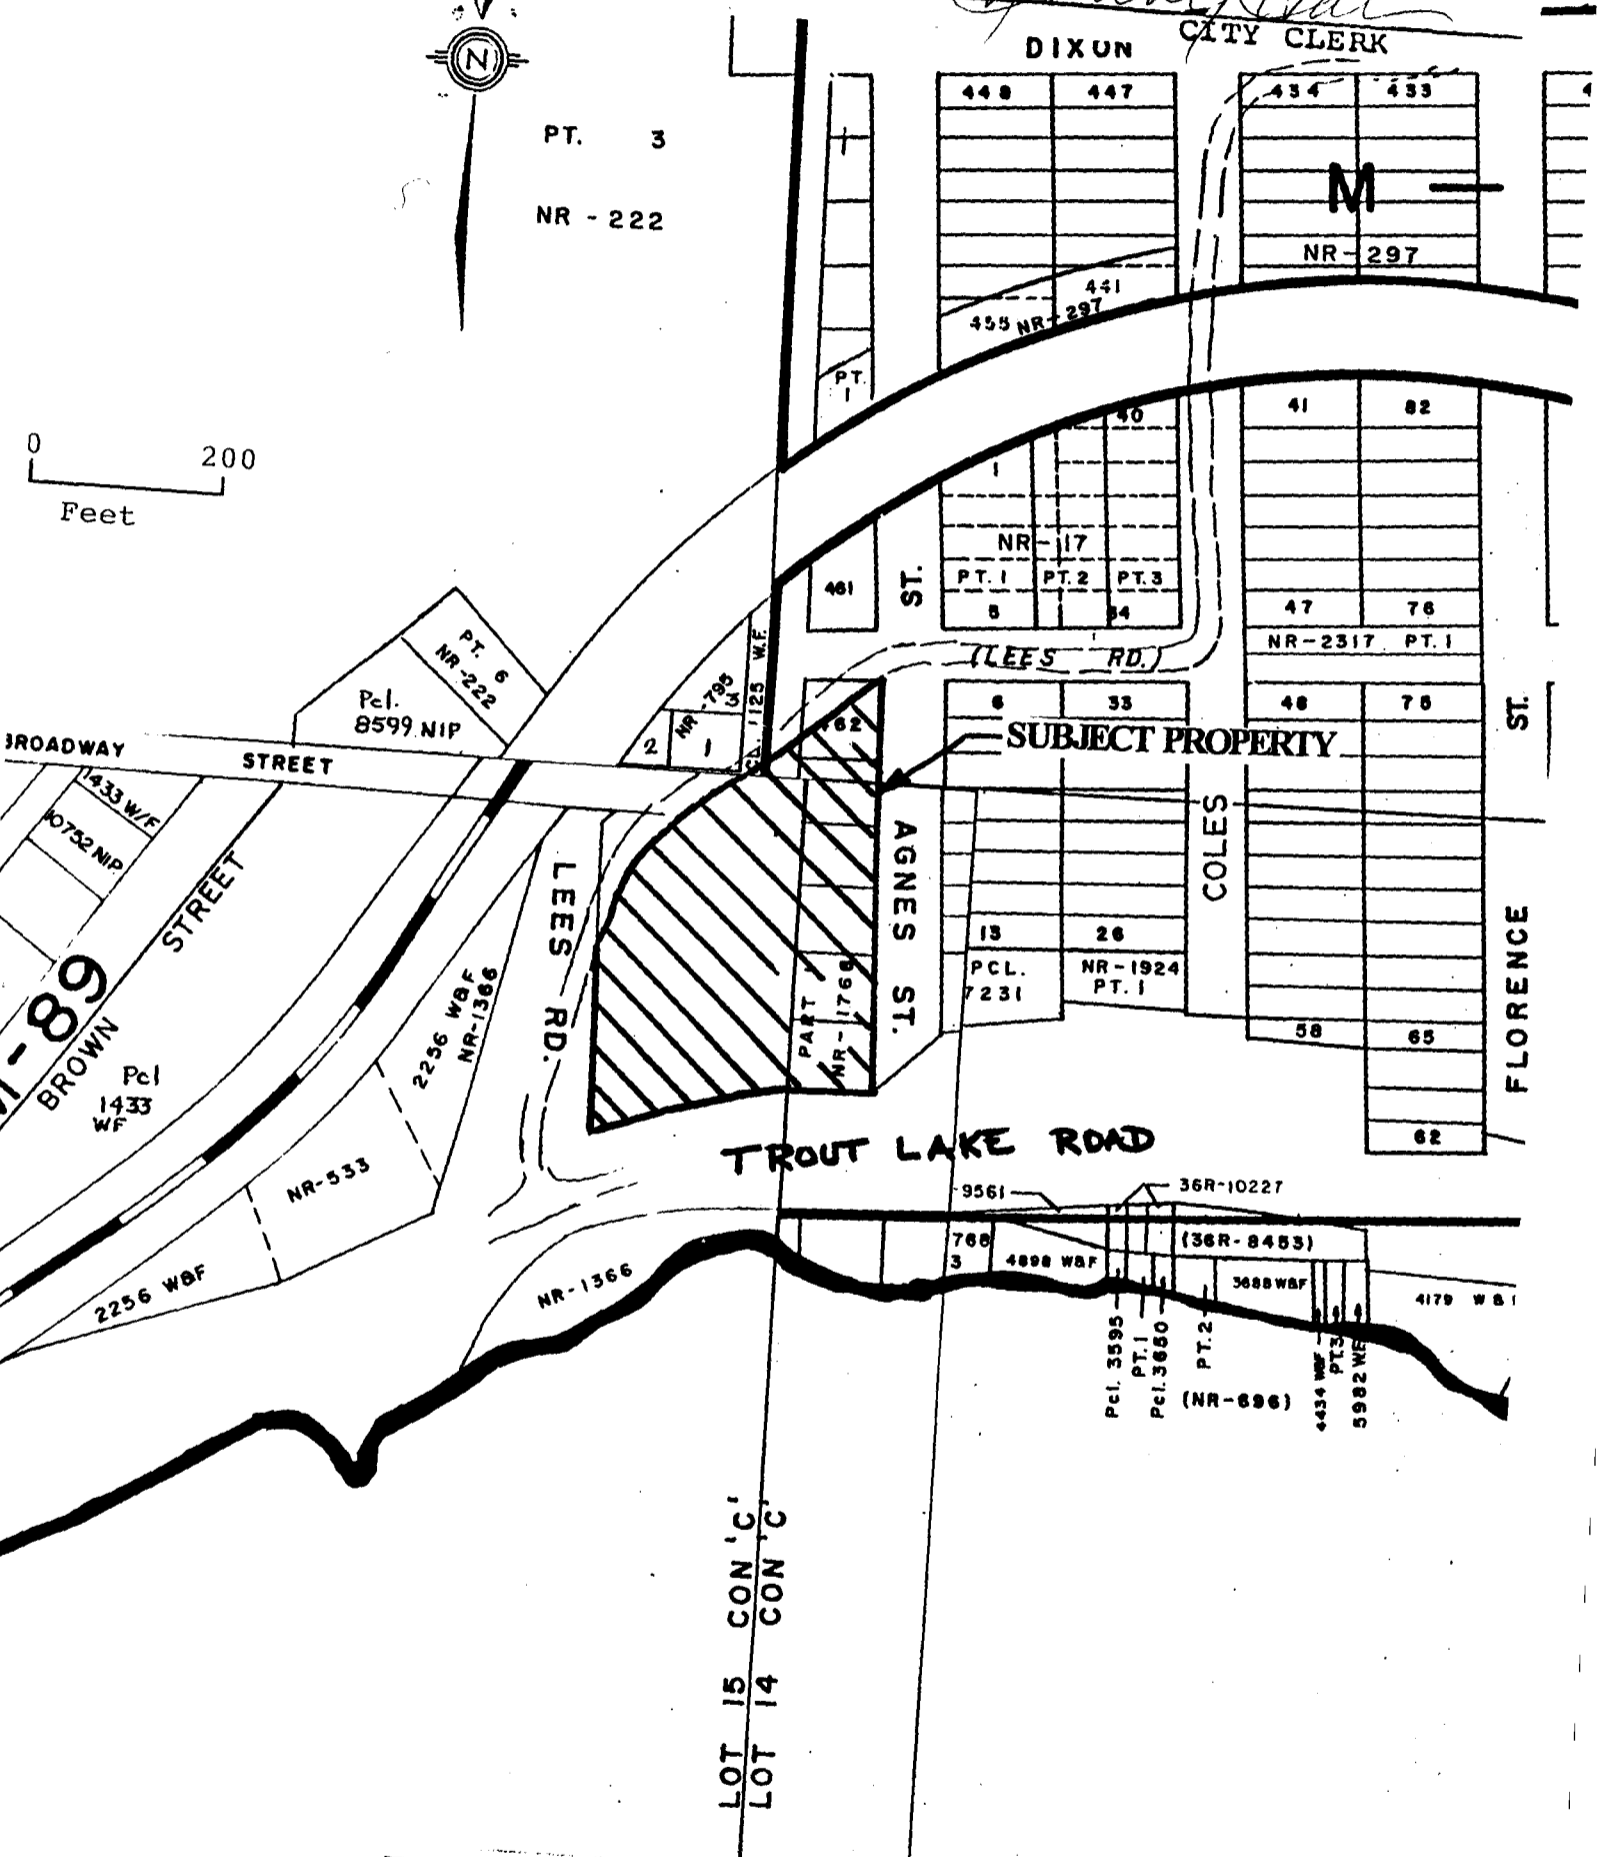 CITY CLERK
DIXON
N
PT. 3
NR - 222
448 447 434 433
M —
NR-297
441
455 NR-297
PT.
1
0 200
Feet
40 41 82
1
NR-117
PT. 1 PT. 2 PT. 3
461
ST.
5 34 47 76
NR-2317 PT. 1
(LEES RD.)
PT. 6
NR-222
Pcl.
8599 NIP
NR-795
3
2 1
PCL. 1125 W.F.
462
6 33 48 75
ST.
SUBJECT PROPERTY
BROADWAY STREET
1433 W/F
10752 NIP
STREET
BROWN
M-89
Pcl
1433
WF
LEES RD.
AGNES ST.
COLES
FLORENCE
2256 W&F
NR-1366
PART 1
NR-1766
13 26
PCL.
7231
NR-1924
PT. 1
58 65
62
NR-533
2256 W&F
TROUT LAKE ROAD
9561
36R-10227
(36R-8453)
768
3
4898 W&F
3688 W&F
4179 W & F
NR-1366
Pcl. 3595
PT. 1
Pcl. 3650
PT. 2
(NR-696)
4434 W&F
PT. 3
5982 WF
LOT 15 CON 'C'
LOT 14 CON 'C'